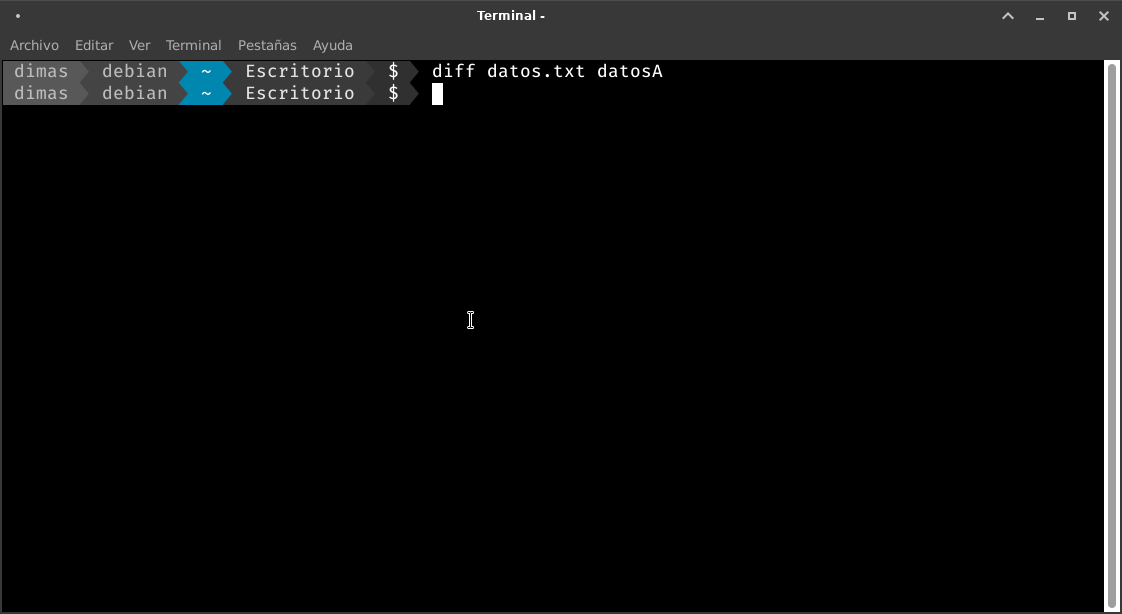 Terminal -
Archivo Editar Ver Terminal Pestañas Ayuda
dimas debian ~ Escritorio $ diff datos.txt datosA
dimas debian ~ Escritorio $